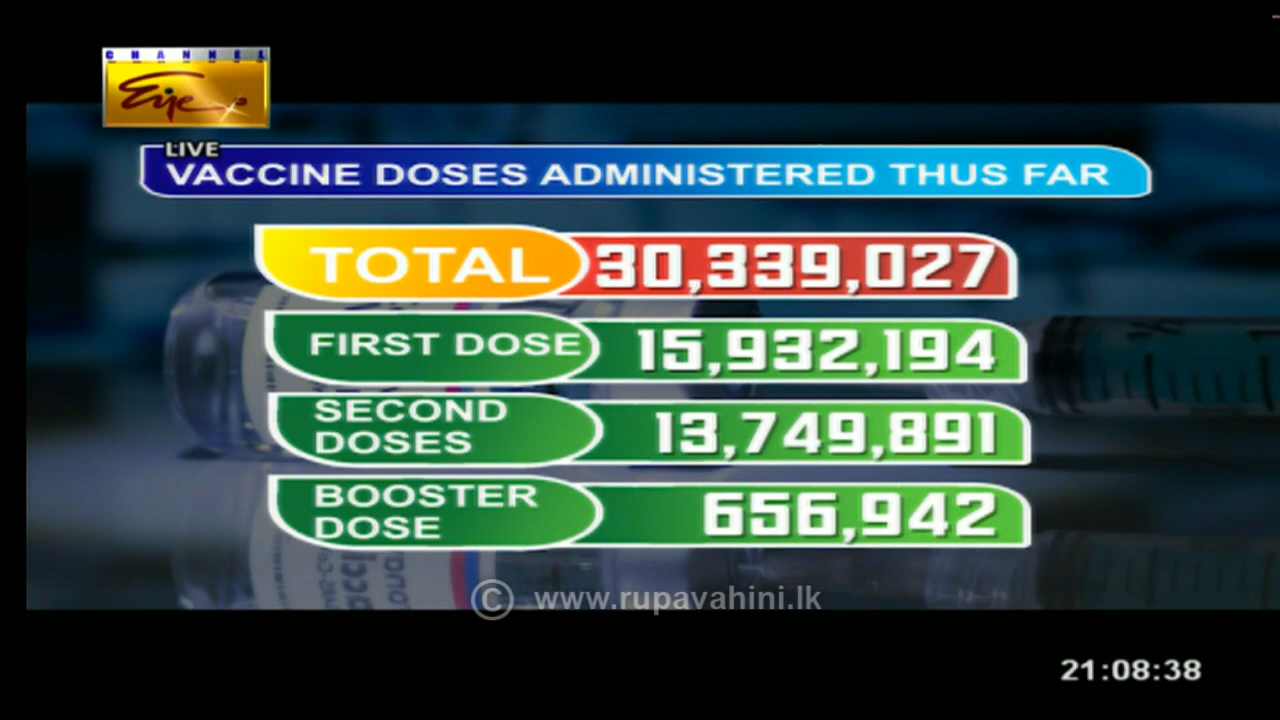 CHANNEL
Eye
LIVE
VACCINE DOSES ADMINISTERED THUS FAR
TOTAL 30,339,027
FIRST DOSE 15,932,194
SECOND
DOSES 13,749,891
BOOSTER
DOSE 656,942
© www.rupavahini.lk
21:08:38